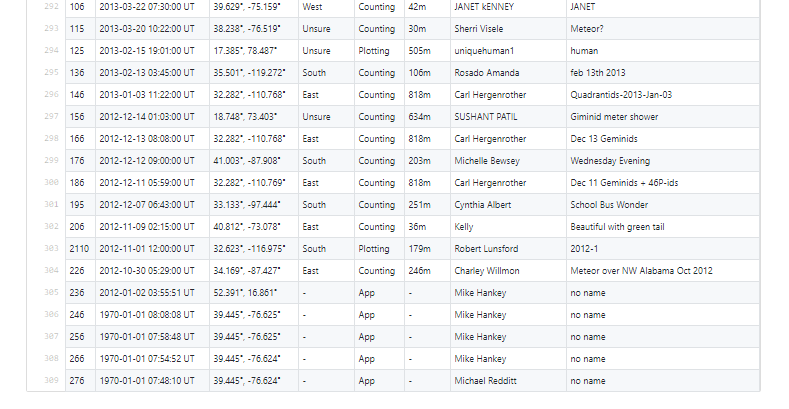 292 106 2013-03-22 07:30:00 UT 39.629°, -75.159° West Counting 42m JANET kENNEY JANET
293 115 2013-03-20 10:22:00 UT 38.238°, -76.519° Unsure Counting 30m Sherri Visele Meteor?
294 125 2013-02-15 19:01:00 UT 17.385°, 78.487° Unsure Plotting 505m uniquehuman1 human
295 136 2013-02-13 03:45:00 UT 35.501°, -119.272° South Counting 106m Rosado Amanda feb 13th 2013
296 146 2013-01-03 11:22:00 UT 32.282°, -110.768° East Counting 818m Carl Hergenrother Quadrantids-2013-Jan-03
297 156 2012-12-14 01:03:00 UT 18.748°, 73.403° Unsure Counting 634m SUSHANT PATIL Giminid meter shower
298 166 2012-12-13 08:08:00 UT 32.282°, -110.768° East Counting 818m Carl Hergenrother Dec 13 Geminids
299 176 2012-12-12 09:00:00 UT 41.003°, -87.908° South Counting 203m Michelle Bewsey Wednesday Evening
300 186 2012-12-11 05:59:00 UT 32.282°, -110.769° East Counting 818m Carl Hergenrother Dec 11 Geminids + 46P-ids
301 195 2012-12-07 06:43:00 UT 33.133°, -97.444° South Counting 251m Cynthia Albert School Bus Wonder
302 206 2012-11-09 02:15:00 UT 40.812°, -73.078° East Counting 36m Kelly Beautiful with green tail
303 2110 2012-11-01 12:00:00 UT 32.623°, -116.975° South Plotting 179m Robert Lunsford 2012-1
304 226 2012-10-30 05:29:00 UT 34.169°, -87.427° East Counting 246m Charley Willmon Meteor over NW Alabama Oct 2012
305 236 2012-01-02 03:55:51 UT 52.391°, 16.861° - App - Mike Hankey no name
306 246 1970-01-01 08:08:08 UT 39.445°, -76.625° - App - Mike Hankey no name
307 256 1970-01-01 07:58:48 UT 39.445°, -76.625° - App - Mike Hankey no name
308 266 1970-01-01 07:54:52 UT 39.445°, -76.624° - App - Mike Hankey no name
309 276 1970-01-01 07:48:10 UT 39.445°, -76.624° - App - Michael Redditt no name